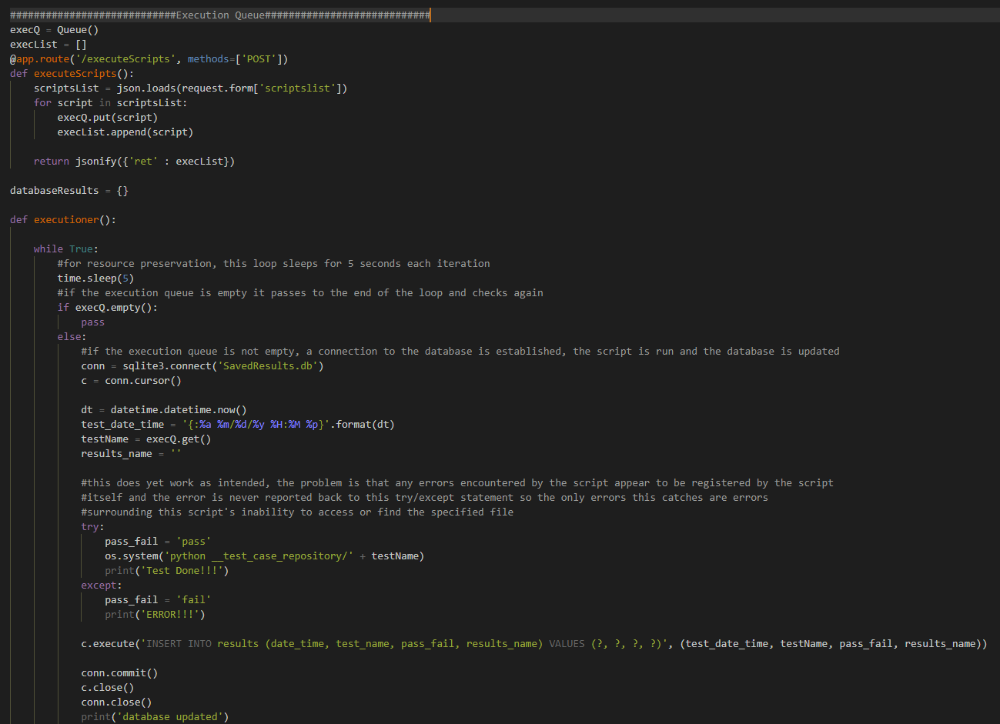 ############################Execution Queue############################
execQ = Queue()
execList = []
@app.route('/executeScripts', methods=['POST'])
def executeScripts():
    scriptsList = json.loads(request.form['scriptslist'])
    for script in scriptsList:
        execQ.put(script)
        execList.append(script)

    return jsonify({'ret' : execList})

databaseResults = {}

def executioner():

    while True:
        #for resource preservation, this loop sleeps for 5 seconds each iteration
        time.sleep(5)
        #if the execution queue is empty it passes to the end of the loop and checks again
        if execQ.empty():
            pass
        else:
            #if the execution queue is not empty, a connection to the database is established, the script is run and the database is updated
            conn = sqlite3.connect('SavedResults.db')
            c = conn.cursor()

            dt = datetime.datetime.now()
            test_date_time = '{:%a %m/%d/%y %H:%M %p}'.format(dt)
            testName = execQ.get()
            results_name = ''

            #this does yet work as intended, the problem is that any errors encountered by the script appear to be registered by the script
            #itself and the error is never reported back to this try/except statement so the only errors this catches are errors
            #surrounding this script's inability to access or find the specified file
            try:
                pass_fail = 'pass'
                os.system('python __test_case_repository/' + testName)
                print('Test Done!!!')
            except:
                pass_fail = 'fail'
                print('ERROR!!!')

            c.execute('INSERT INTO results (date_time, test_name, pass_fail, results_name) VALUES (?, ?, ?, ?)', (test_date_time, testName, pass_fail, results_name))

            conn.commit()
            c.close()
            conn.close()
            print('database updated')